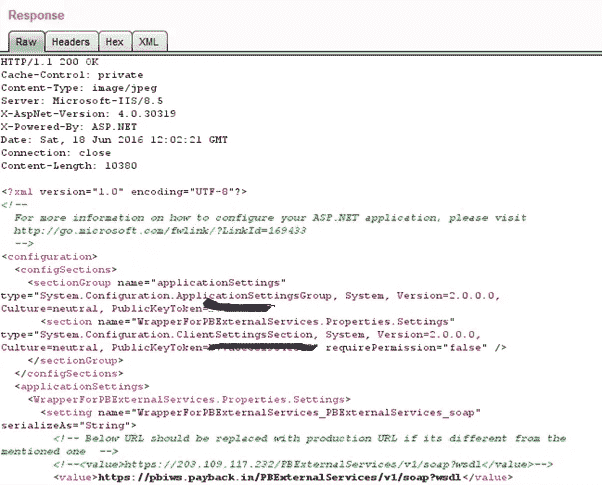 Response
Raw
Headers
Hex
XML
HTTP/1.1 200 OK
Cache-Control: private
Content-Type: image/jpeg
Server: Microsoft-IIS/8.5
X-AspNet-Version: 4.0.30319
X-Powered-By: ASP.NET
Date: Sat, 18 Jun 2016 12:02:21 GMT
Connection: close
Content-Length: 10380
<?xml version="1.0" encoding="UTF-8"?>
<!--
For more information on how to configure your ASP.NET application, please visit
http://go.microsoft.com/fwlink/?LinkId=169433
-->
<configuration>
<configSections>
<sectionGroup name="applicationSettings"
type="System.Configuration.ApplicationSettingsGroup, System, Version=2.0.0.0,
Culture=neutral, PublicKeyToken=
<section name="WrapperForPBExternalServices.Properties.Settings"
type="System.Configuration.ClientSettingsSection, System, Version=2.0.0.0,
Culture=neutral, PublicKeyToken= requirePermission="false" />
</sectionGroup>
</configSections>
<applicationSettings>
<WrapperForPBExternalServices.Properties.Settings>
<setting name="WrapperForPBExternalServices_PBExternalServices_soap"
serializeAs="String">
<!-- Below URL should be replaced with production URL if its different from the
mentioned one -->
<!--<value>https://203.109.117.232/PBExternalServices/v1/soap?wsdl</value>-->
<value>https://pbiws.payback.in/PBExternalServices/v1/soap?wsdl</value>